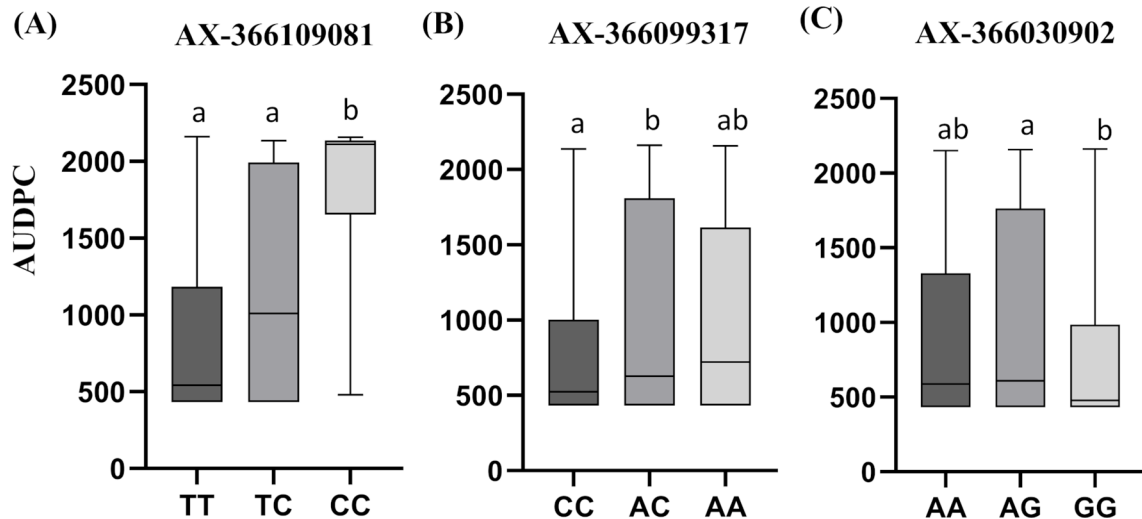 (A) AX-366109081
AUDPC
2500
2000
1500
1000
500
0
a a b
TT TC CC
(B) AX-366099317
2500
2000
1500
1000
500
0
a b ab
CC AC AA
(C) AX-366030902
2500
2000
1500
1000
500
0
ab a b
AA AG GG